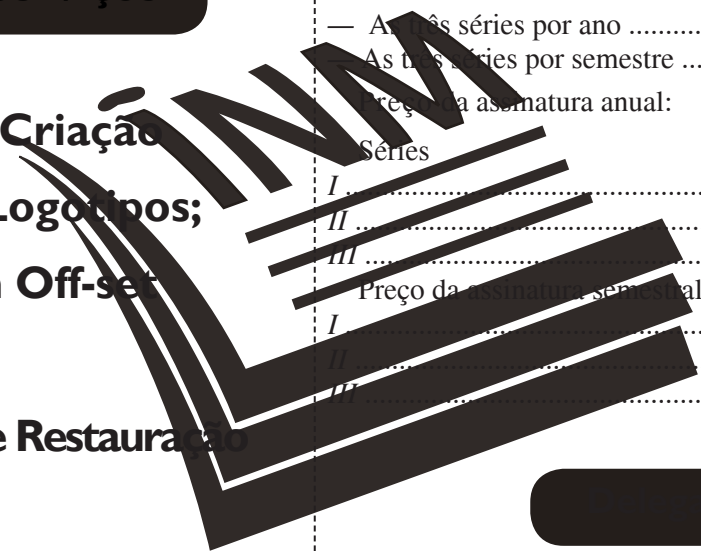 Criação
Logotipos;
Off-set
e Restauração
iNM
— As três séries por ano ..........
— As três séries por semestre ...
Preço da assinatura anual:
Séries
I ..................................................
II .................................................
III ................................................
Preço da assinatura semestral
I ..................................................
II .................................................
III ................................................